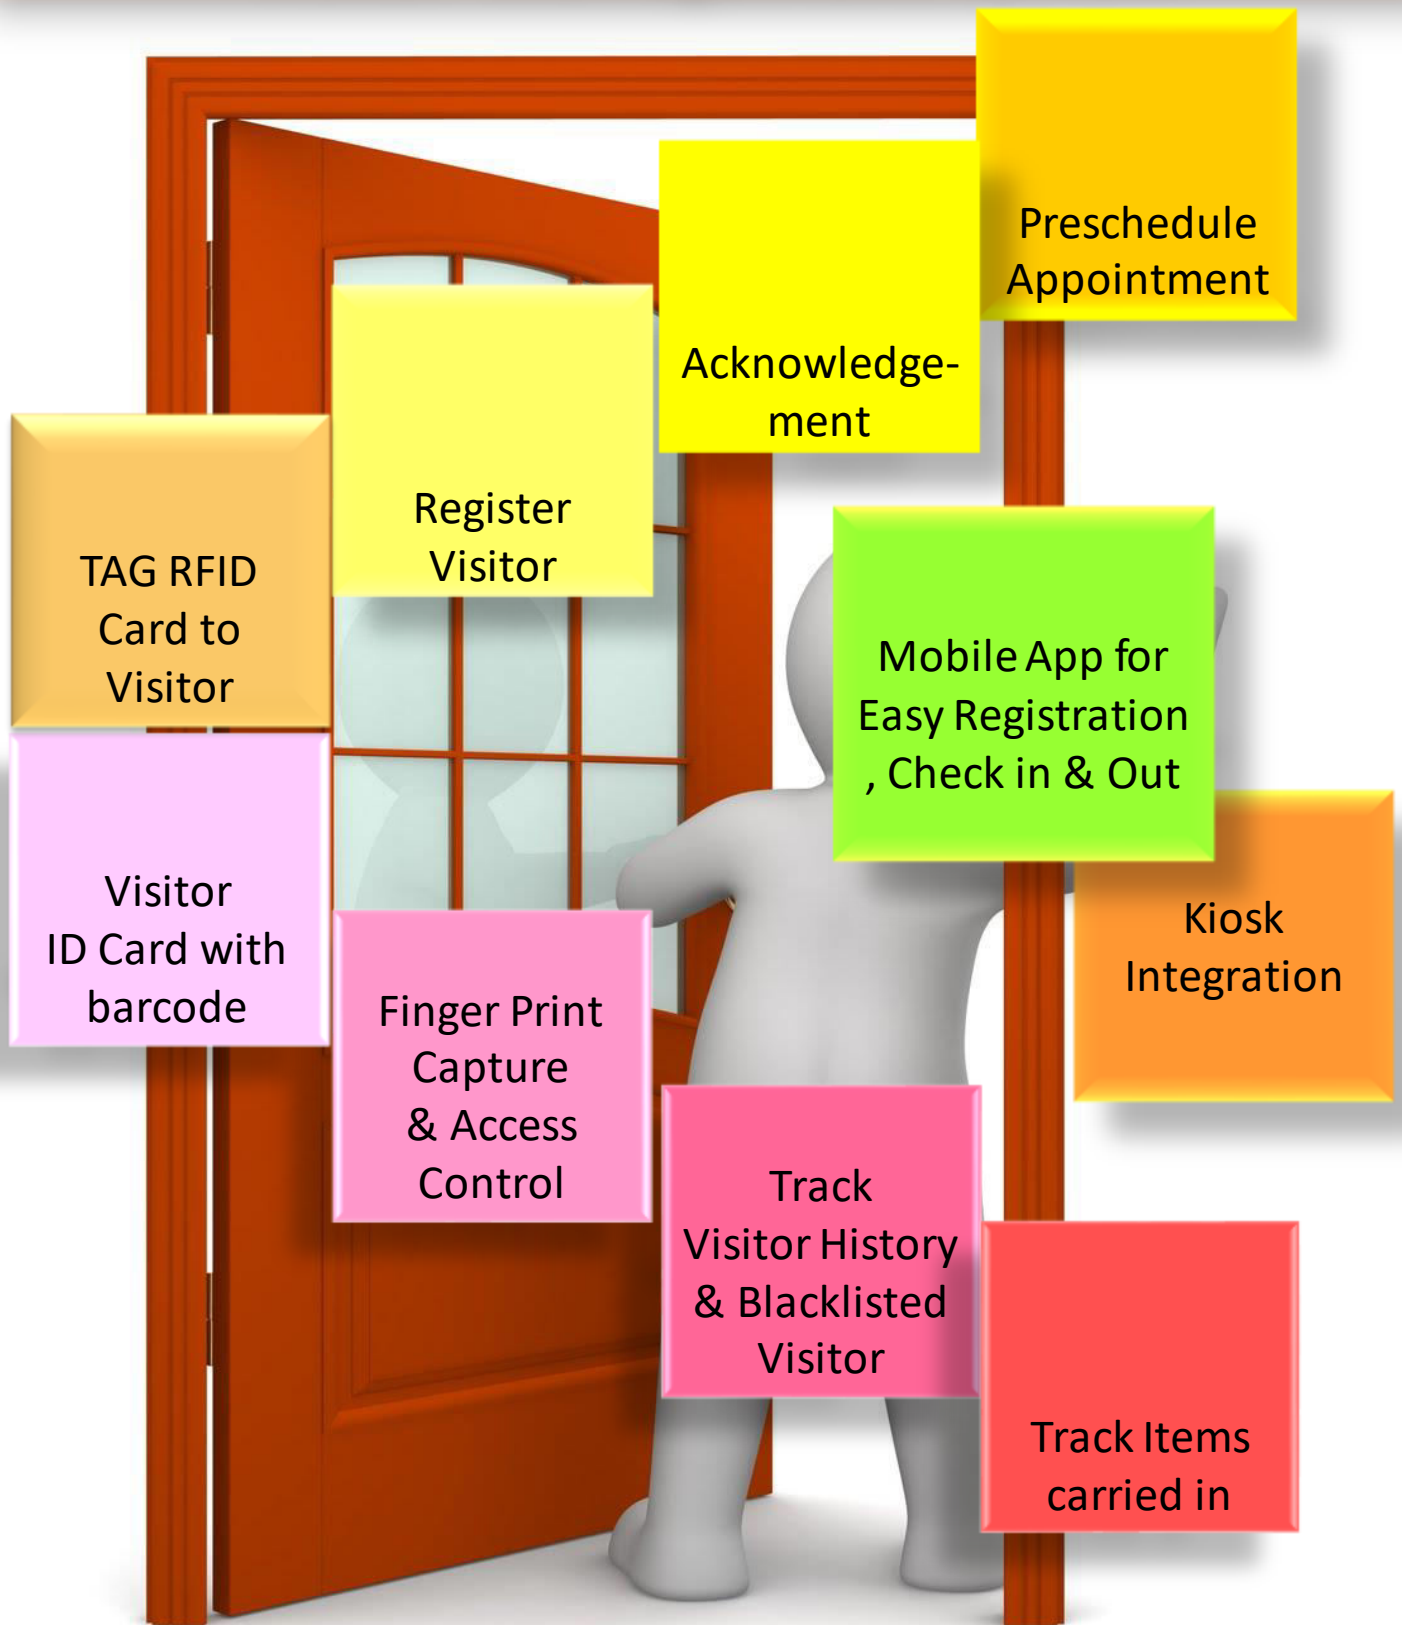 Preschedule
Appointment
Acknowledge-
ment
Register
Visitor
TAG RFID
Card to
Visitor
Mobile App for
Easy Registration
, Check in & Out
Visitor
ID Card with
barcode
Kiosk
Integration
Finger Print
Capture
& Access
Control
Track
Visitor History
& Blacklisted
Visitor
Track Items
carried in